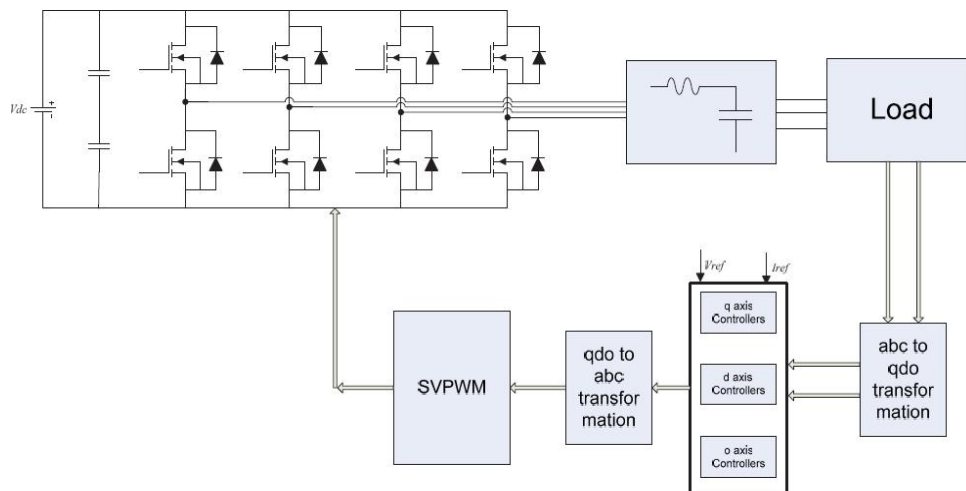 Vdc
Load
Vref
Iref
q axis
Controllers
d axis
Controllers
o axis
Controllers
abc to
qdo
transfor
mation
qdo to
abc
transfor
mation
SVPWM